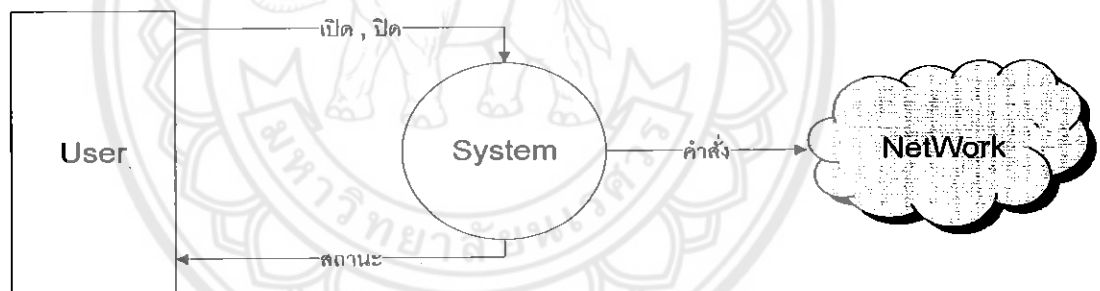 เปิด , ปิด
User
System
คำสั่ง
NetWork
สถานะ